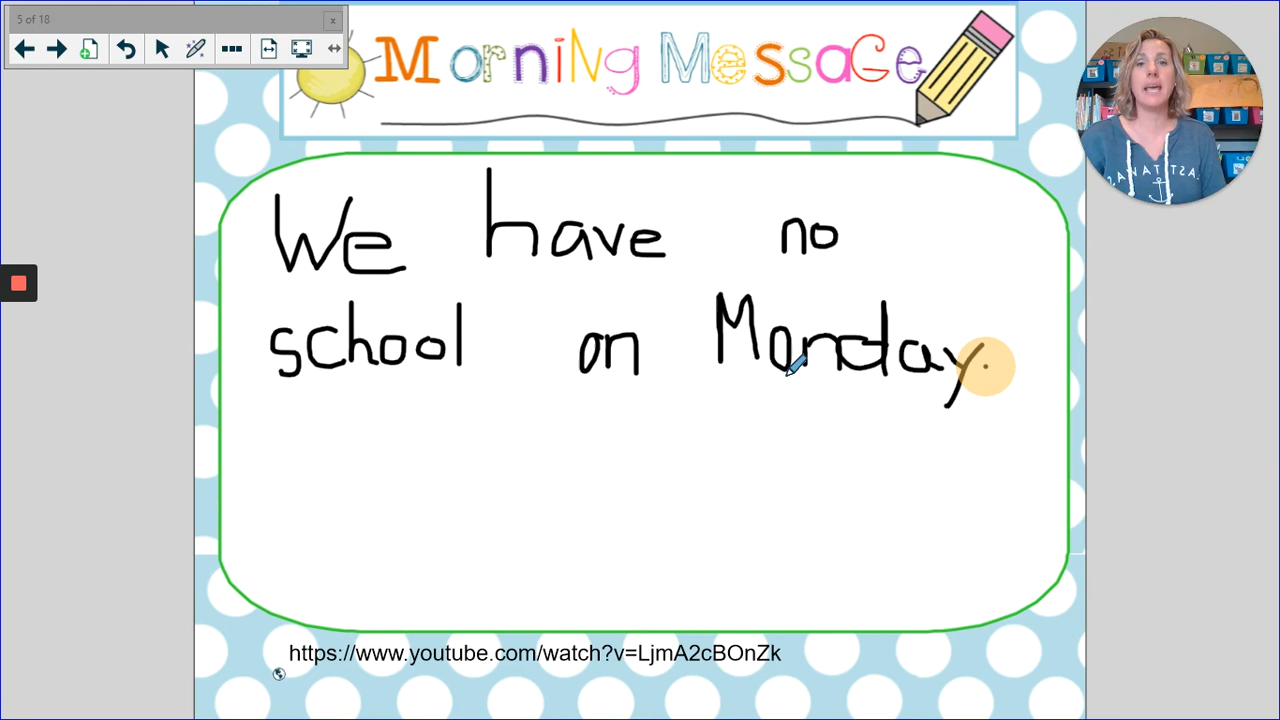 5 of 18
x
Morning Message
We have no
school on Monday.
https://www.youtube.com/watch?v=LjmA2cBOnZk